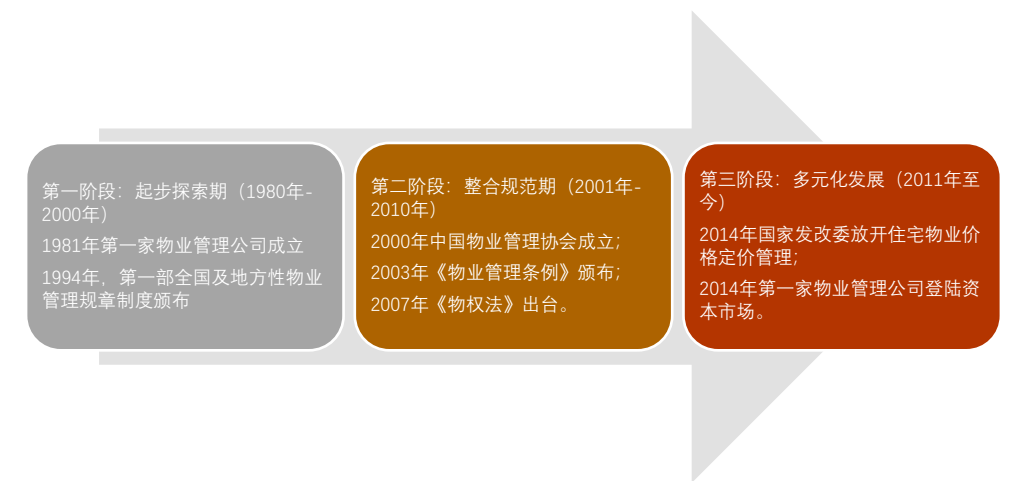 第一阶段：起步探索期（1980年-
2000年）
1981年第一家物业管理公司成立
1994年，第一部全国及地方性物业
管理规章制度颁布
第二阶段：整合规范期（2001年-
2010年）
2000年中国物业管理协会成立；
2003年《物业管理条例》颁布；
2007年《物权法》出台。
第三阶段：多元化发展（2011年至
今）
2014年国家发改委放开住宅物业价
格定价管理；
2014年第一家物业管理公司登陆资
本市场。